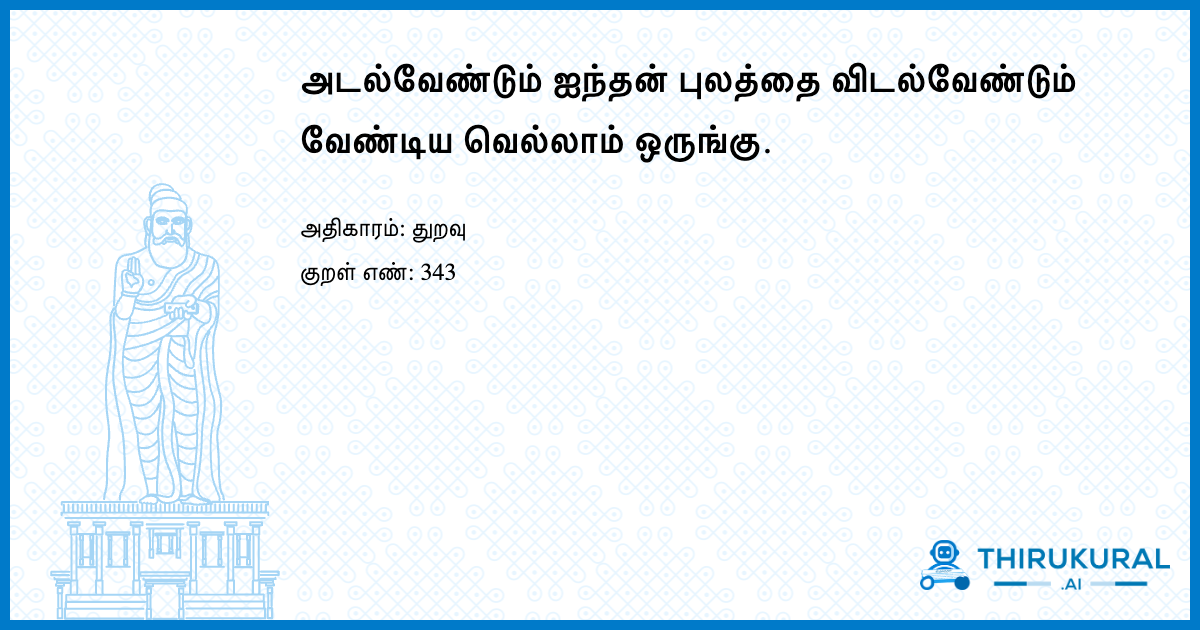 அடல்வேண்டும் ஐந்தன் புலத்தை விடல்வேண்டும்
வேண்டிய வெல்லாம் ஒருங்கு.
அதிகாரம்: துறவு
குறள் எண்: 343
THIRUKURAL
.AI